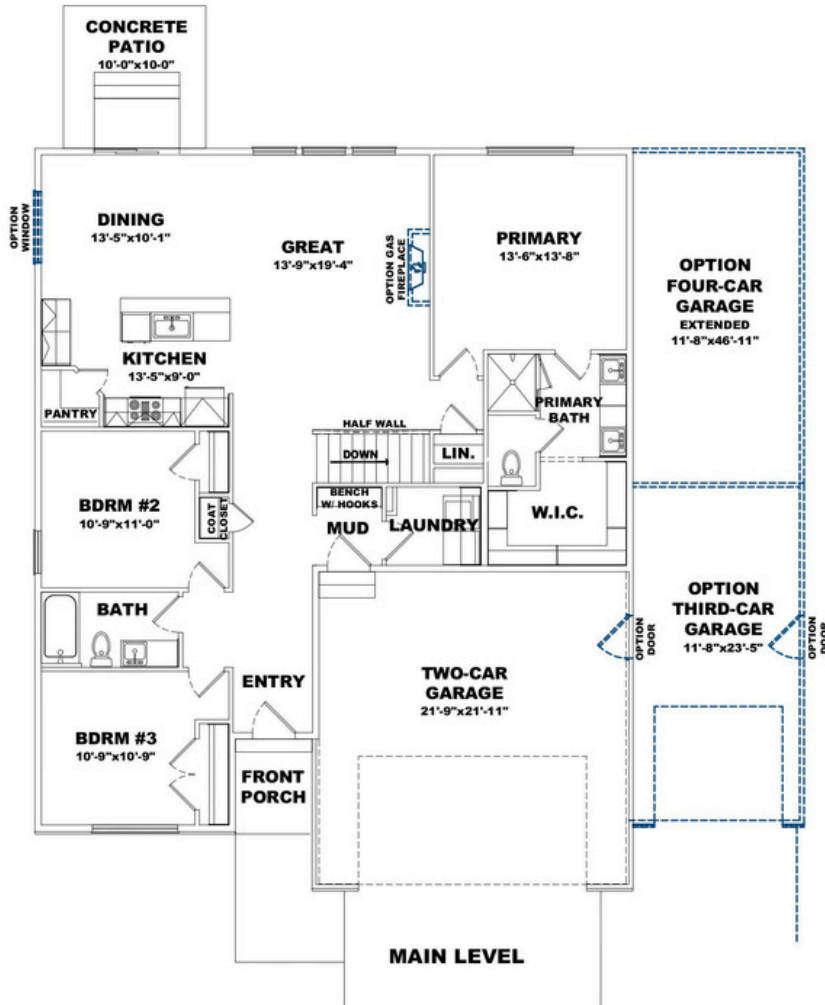 CONCRETE
PATIO
10'-0"x10-0"
OPTION
WINDOW
DINING
13'-5"x10'-1"
GREAT
13'-9"x19'-4"
OPTION GAS
FIREPLACE
PRIMARY
13'-6"x13'-8"
OPTION
FOUR-CAR
GARAGE
EXTENDED
11'-8"x46'-11"
KITCHEN
13'-5"x9'-0"
PANTRY
PRIMARY
BATH
HALF WALL
DOWN
LIN.
BDRM #2
10'-9"x11'-0"
COAT
CLOSET
BENCH
W/ HOOKS
MUD
LAUNDRY
W.I.C.
BATH
OPTION
THIRD-CAR
GARAGE
11'-8"x23'-5"
OPTION
DOOR
OPTION
DOOR
TWO-CAR
GARAGE
21'-9"x21'-11"
ENTRY
BDRM #3
10'-9"x10'-9"
FRONT
PORCH
MAIN LEVEL